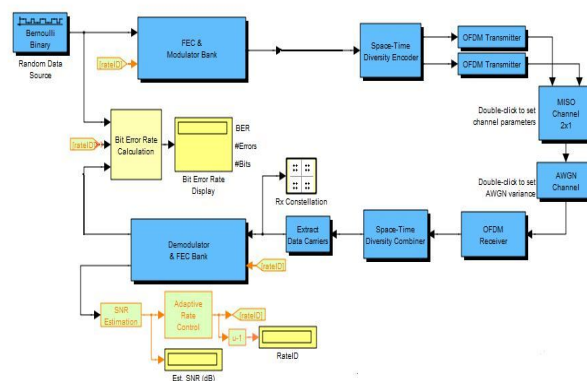 Bernoulli
Binary
Random Data
Source
FEC &
Modulator Bank
[rateID]
Space-Time
Diversity Encoder
OFDM Transmitter
OFDM Transmitter
Double-click to set
channel parameters
MISO
Channel
2x1
Bit Error Rate
Calculation
[rateID]
BER
#Errors
#Bits
Bit Error Rate
Display
Rx Constellation
Double-click to set
AWGN variance
AWGN
Channel
Demodulator
& FEC Bank
Extract
Data Carriers
Space-Time
Diversity Combiner
OFDM
Receiver
[rateID]
SNR
Estimation
Adaptive
Rate
Control
[rateID]
u-1
RateID
Est. SNR (dB)